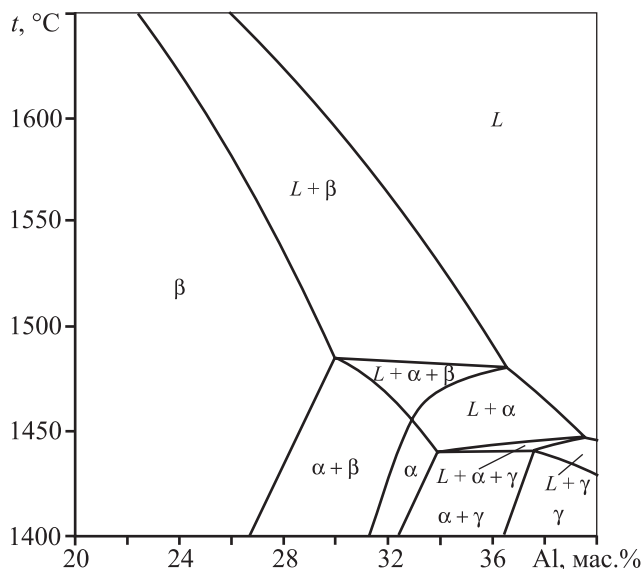 t, °C
1600
L
L + β
1550
β
1500
L + α + β
L + α
1450
α + β
α
L + α + γ
L + γ
α + γ
γ
1400
20 24 28 32 36 Al, мас.%